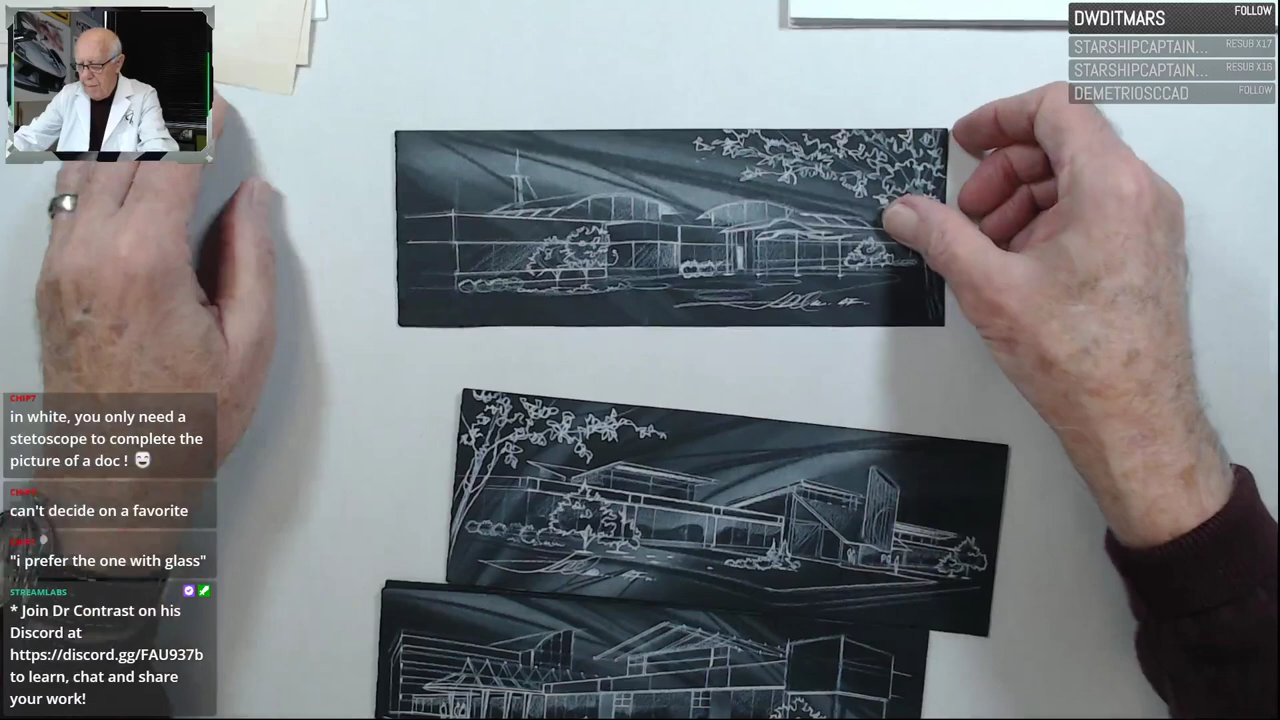 DWDITMARS
FOLLOW
STARSHIPCAPTAIN...
RESUB X17
STARSHIPCAPTAIN...
RESUB X16
DEMETRIOSCCAD
FOLLOW
CHIP7
in white, you only need a
stetoscope to complete the
picture of a doc !
can't decide on a favorite
"i prefer the one with glass"
STREAMLABS
* Join Dr Contrast on his
Discord at
https://discord.gg/FAU937b
to learn, chat and share
your work!